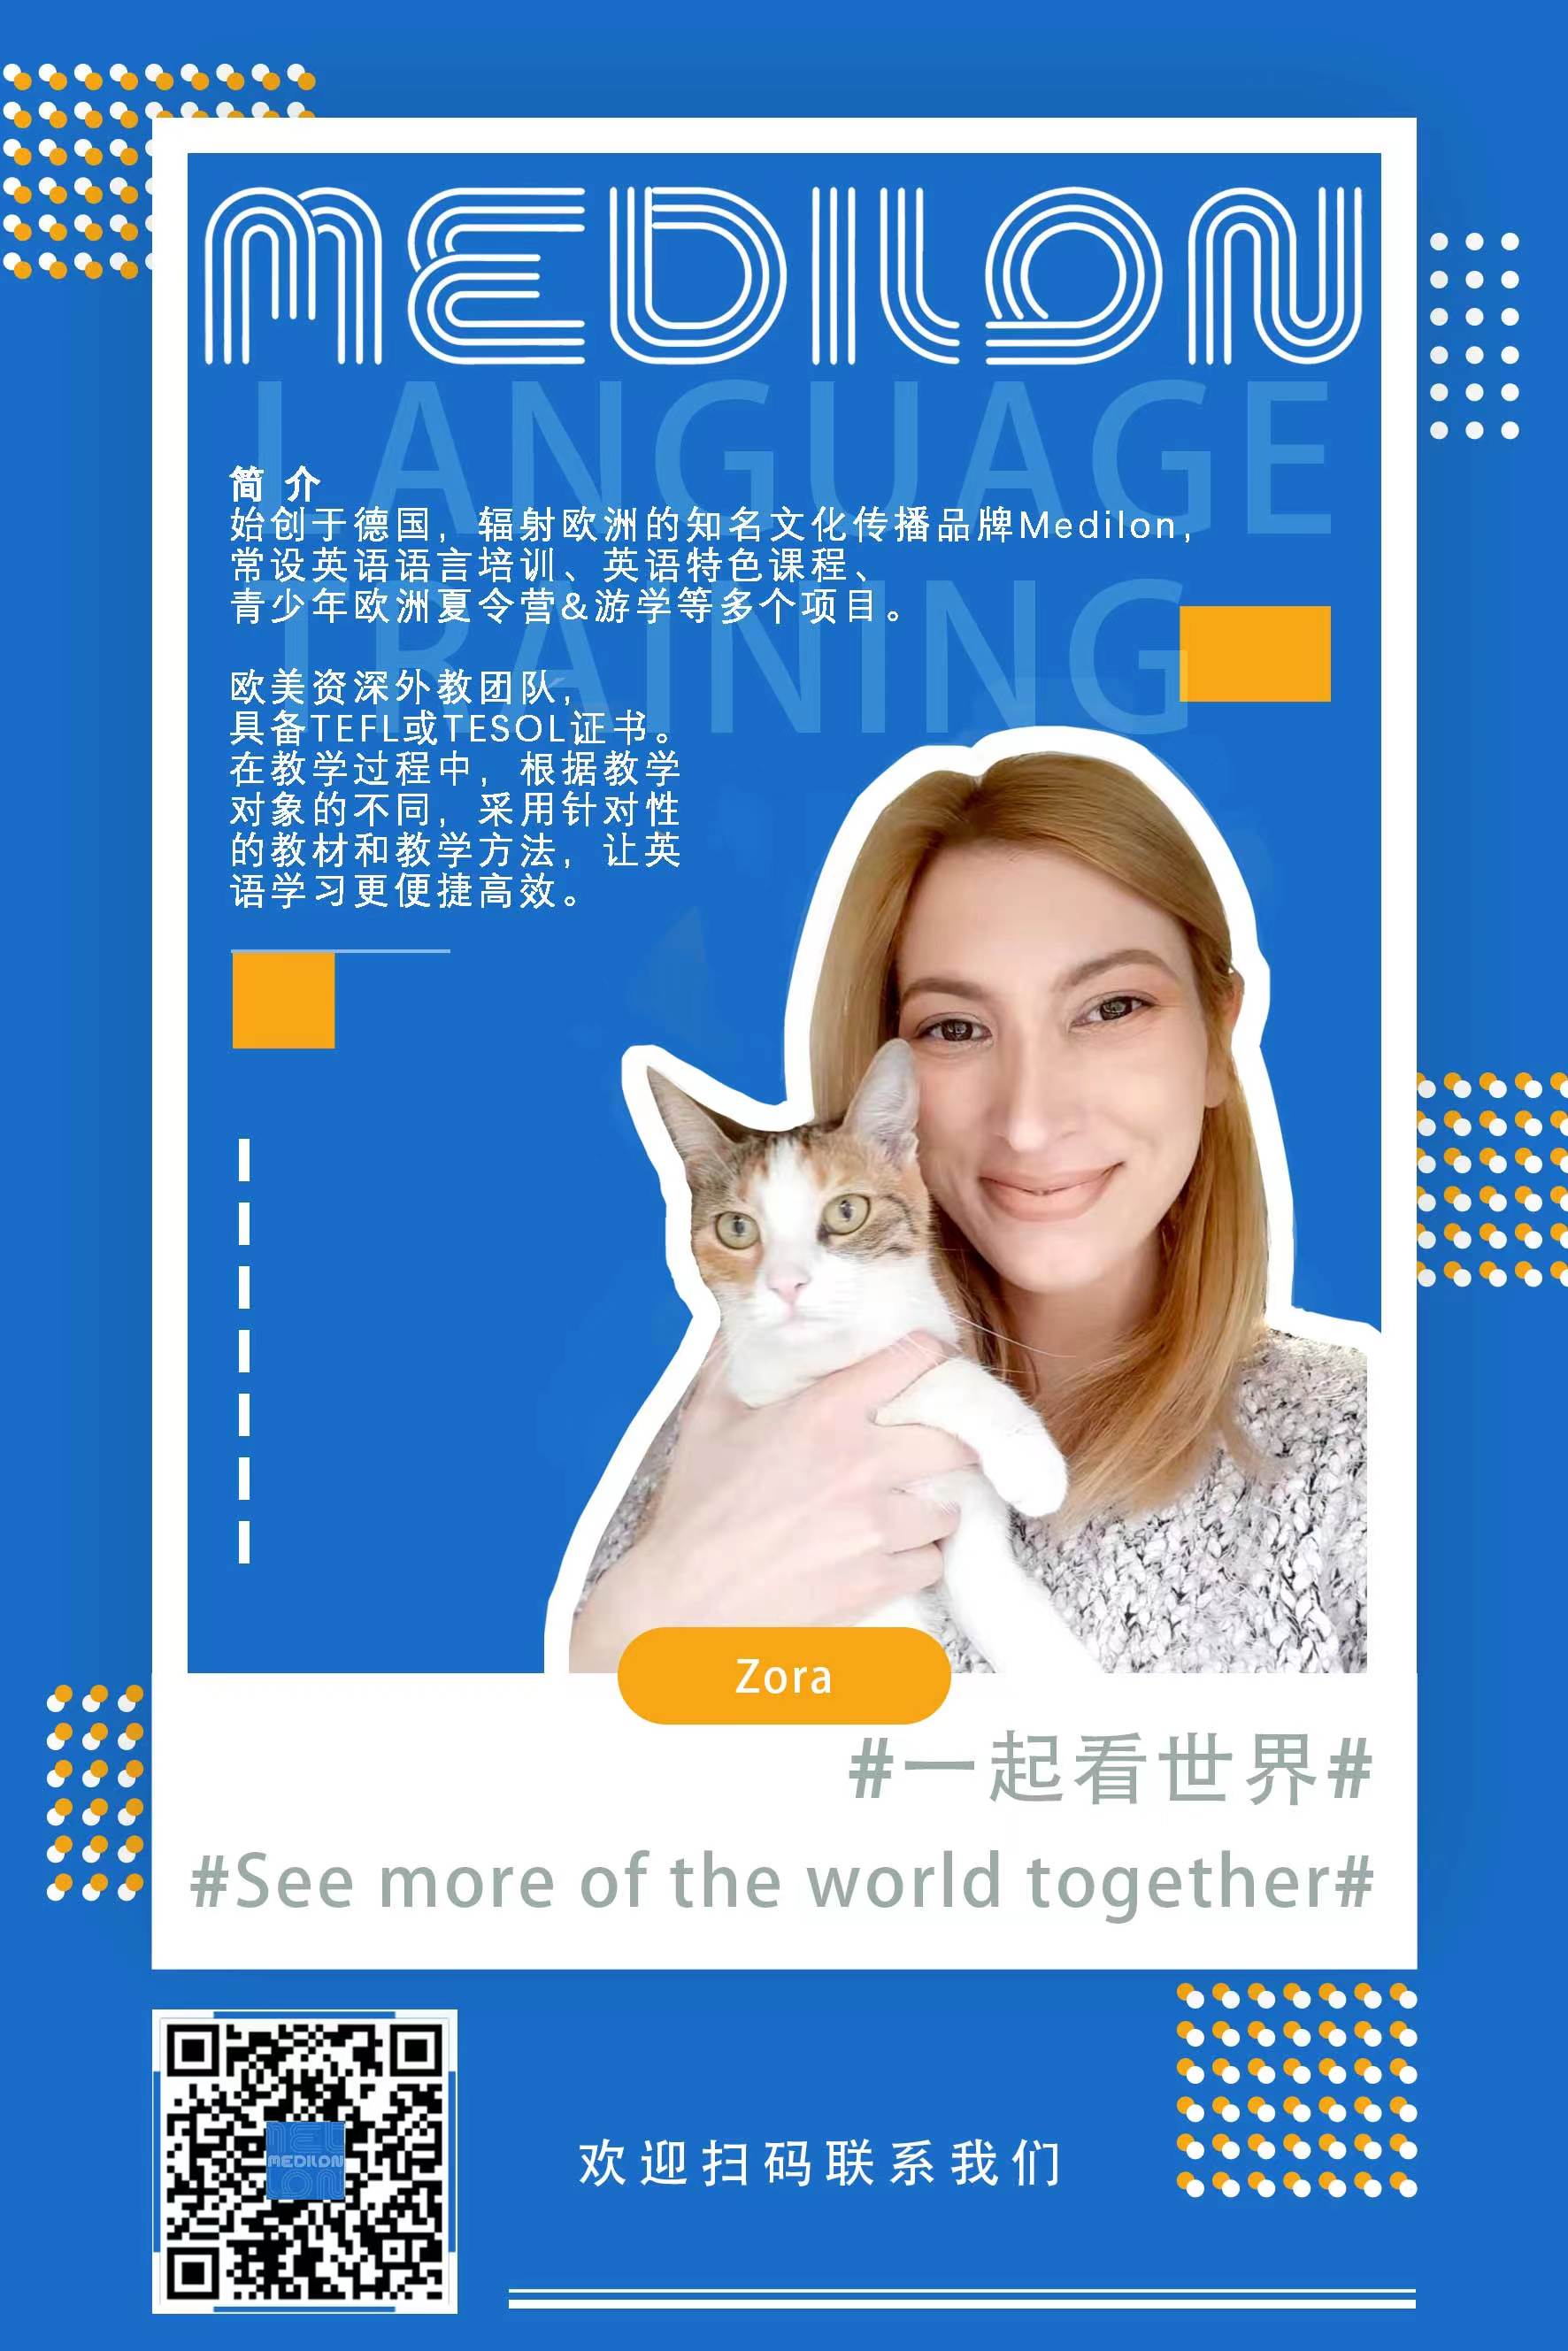 MEDILON
LANGUAGE
TRAINING
简 介
始创于德国，辐射欧洲的知名文化传播品牌Medilon，
常设英语语言培训、英语特色课程、
青少年欧洲夏令营&游学等多个项目。
欧美资深外教团队，
具备TEFL或TESOL证书。
在教学过程中，根据教学
对象的不同，采用针对性
的教材和教学方法，让英
语学习更便捷高效。
Zora
#一起看世界#
#See more of the world together#
MEDILON
欢迎扫码联系我们